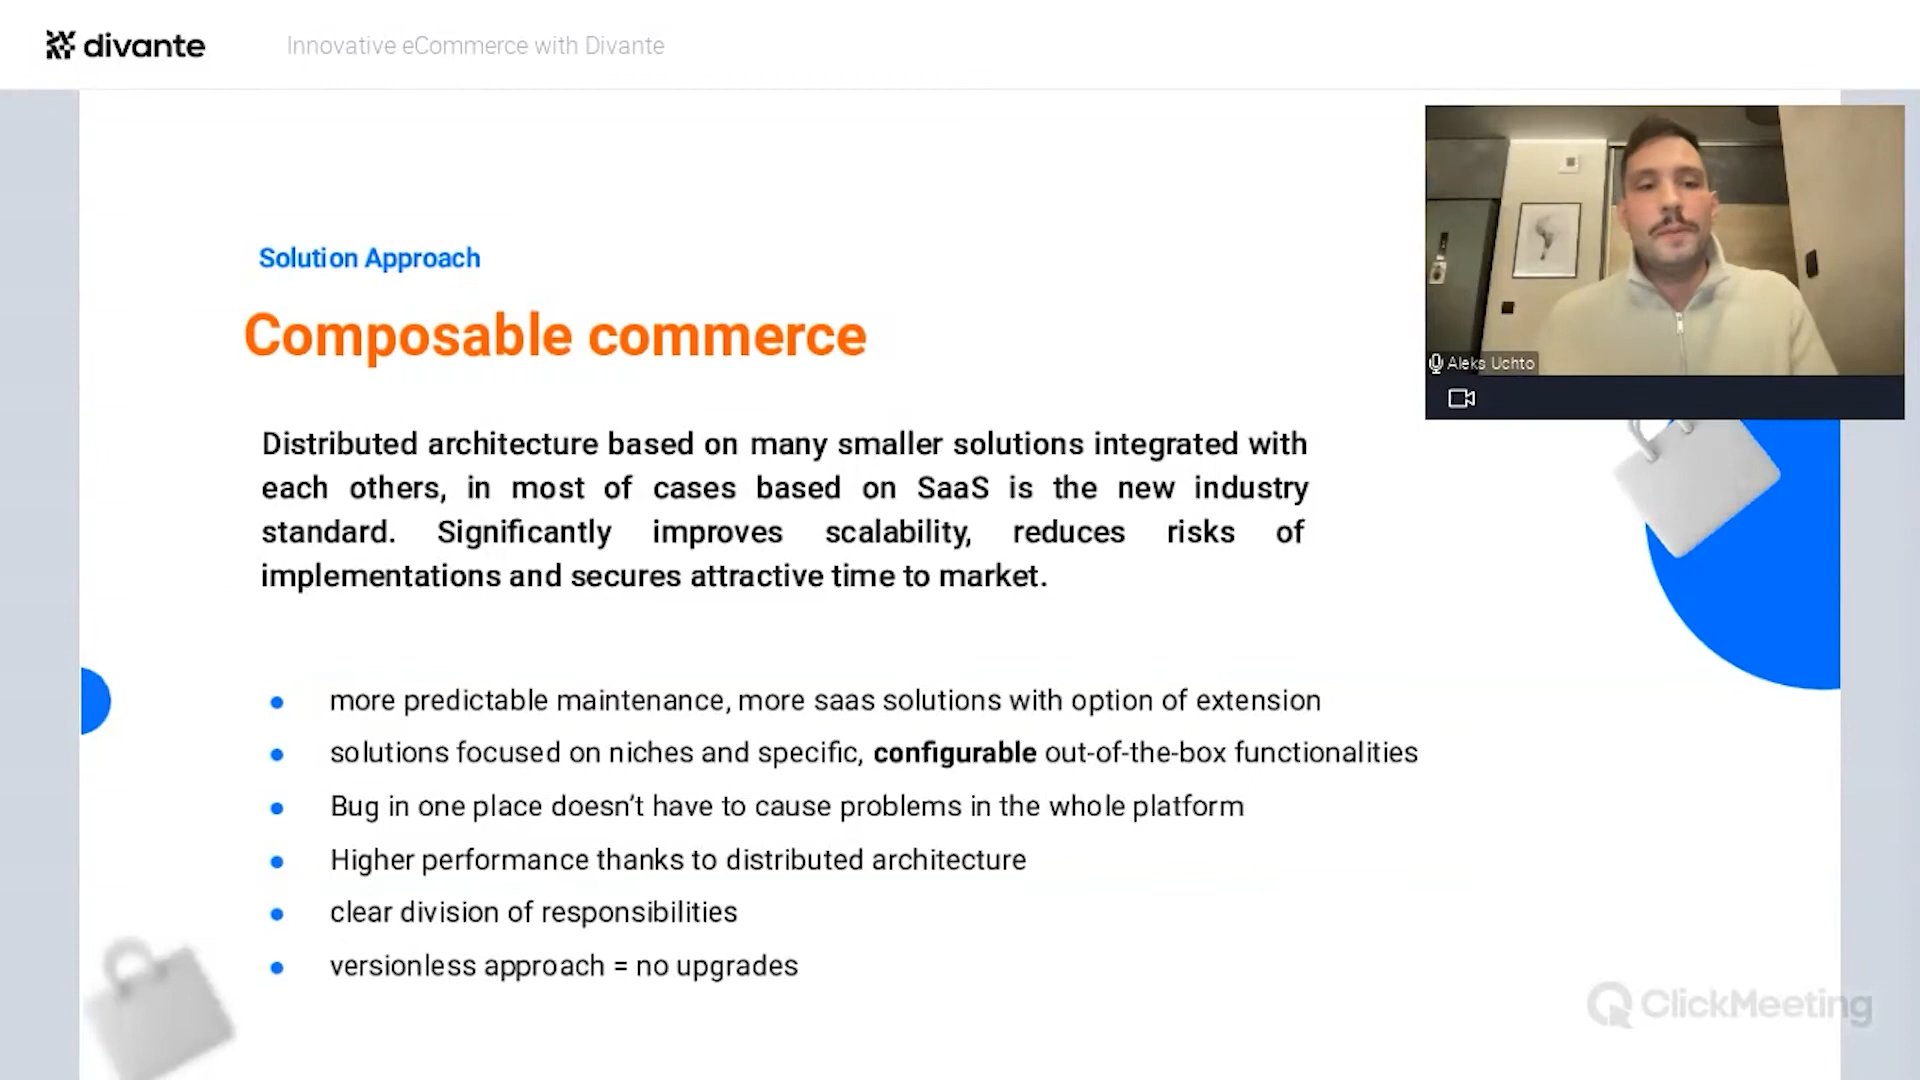 divante
Innovative eCommerce with Divante
Solution Approach
Composable commerce
Distributed architecture based on many smaller solutions integrated with
each others, in most of cases based on SaaS is the new industry
standard. Significantly improves scalability, reduces risks of
implementations and secures attractive time to market.
Aleks Uchto
more predictable maintenance, more saas solutions with option of extension
solutions focused on niches and specific, configurable out-of-the-box functionalities
Bug in one place doesn’t have to cause problems in the whole platform
Higher performance thanks to distributed architecture
clear division of responsibilities
versionless approach = no upgrades
ClickMeeting